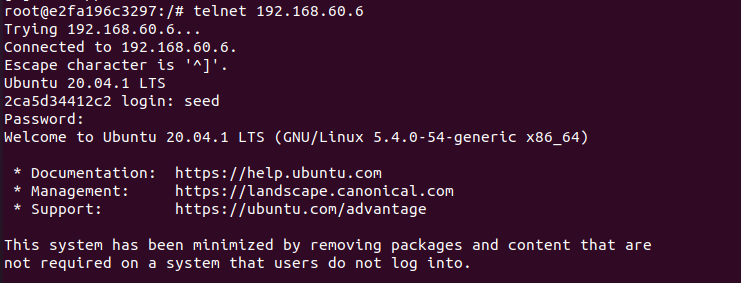 root@e2fa196c3297:/# telnet 192.168.60.6
Trying 192.168.60.6...
Connected to 192.168.60.6.
Escape character is '^]'.
Ubuntu 20.04.1 LTS
2ca5d34412c2 login: seed
Password:
Welcome to Ubuntu 20.04.1 LTS (GNU/Linux 5.4.0-54-generic x86_64)

 * Documentation:  https://help.ubuntu.com
 * Management:     https://landscape.canonical.com
 * Support:        https://ubuntu.com/advantage

This system has been minimized by removing packages and content that are
not required on a system that users do not log into.